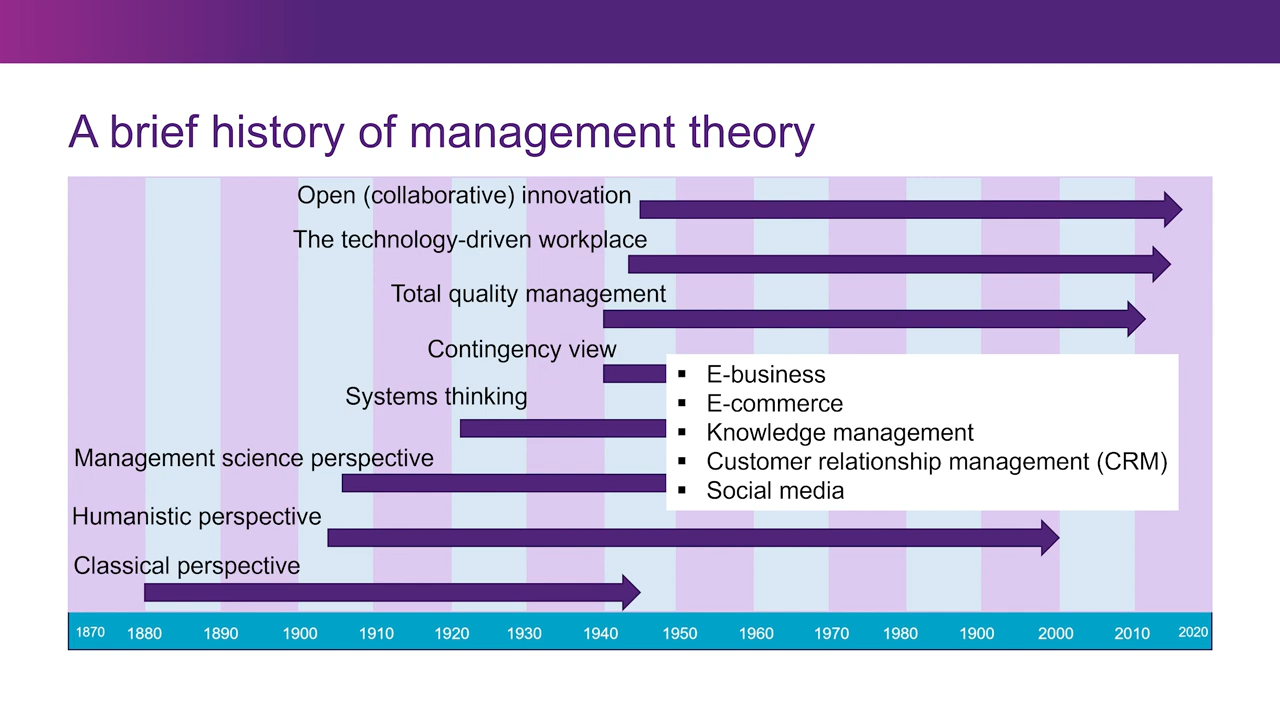 A brief history of management theory
Open (collaborative) innovation
The technology-driven workplace
Total quality management
Contingency view
▪ E-business
Systems thinking
▪ E-commerce
▪ Knowledge management
Management science perspective
▪ Customer relationship management (CRM)
▪ Social media
Humanistic perspective
Classical perspective
1870 1880 1890 1900 1910 1920 1930 1940 1950 1960 1970 1980 1900 2000 2010 2020